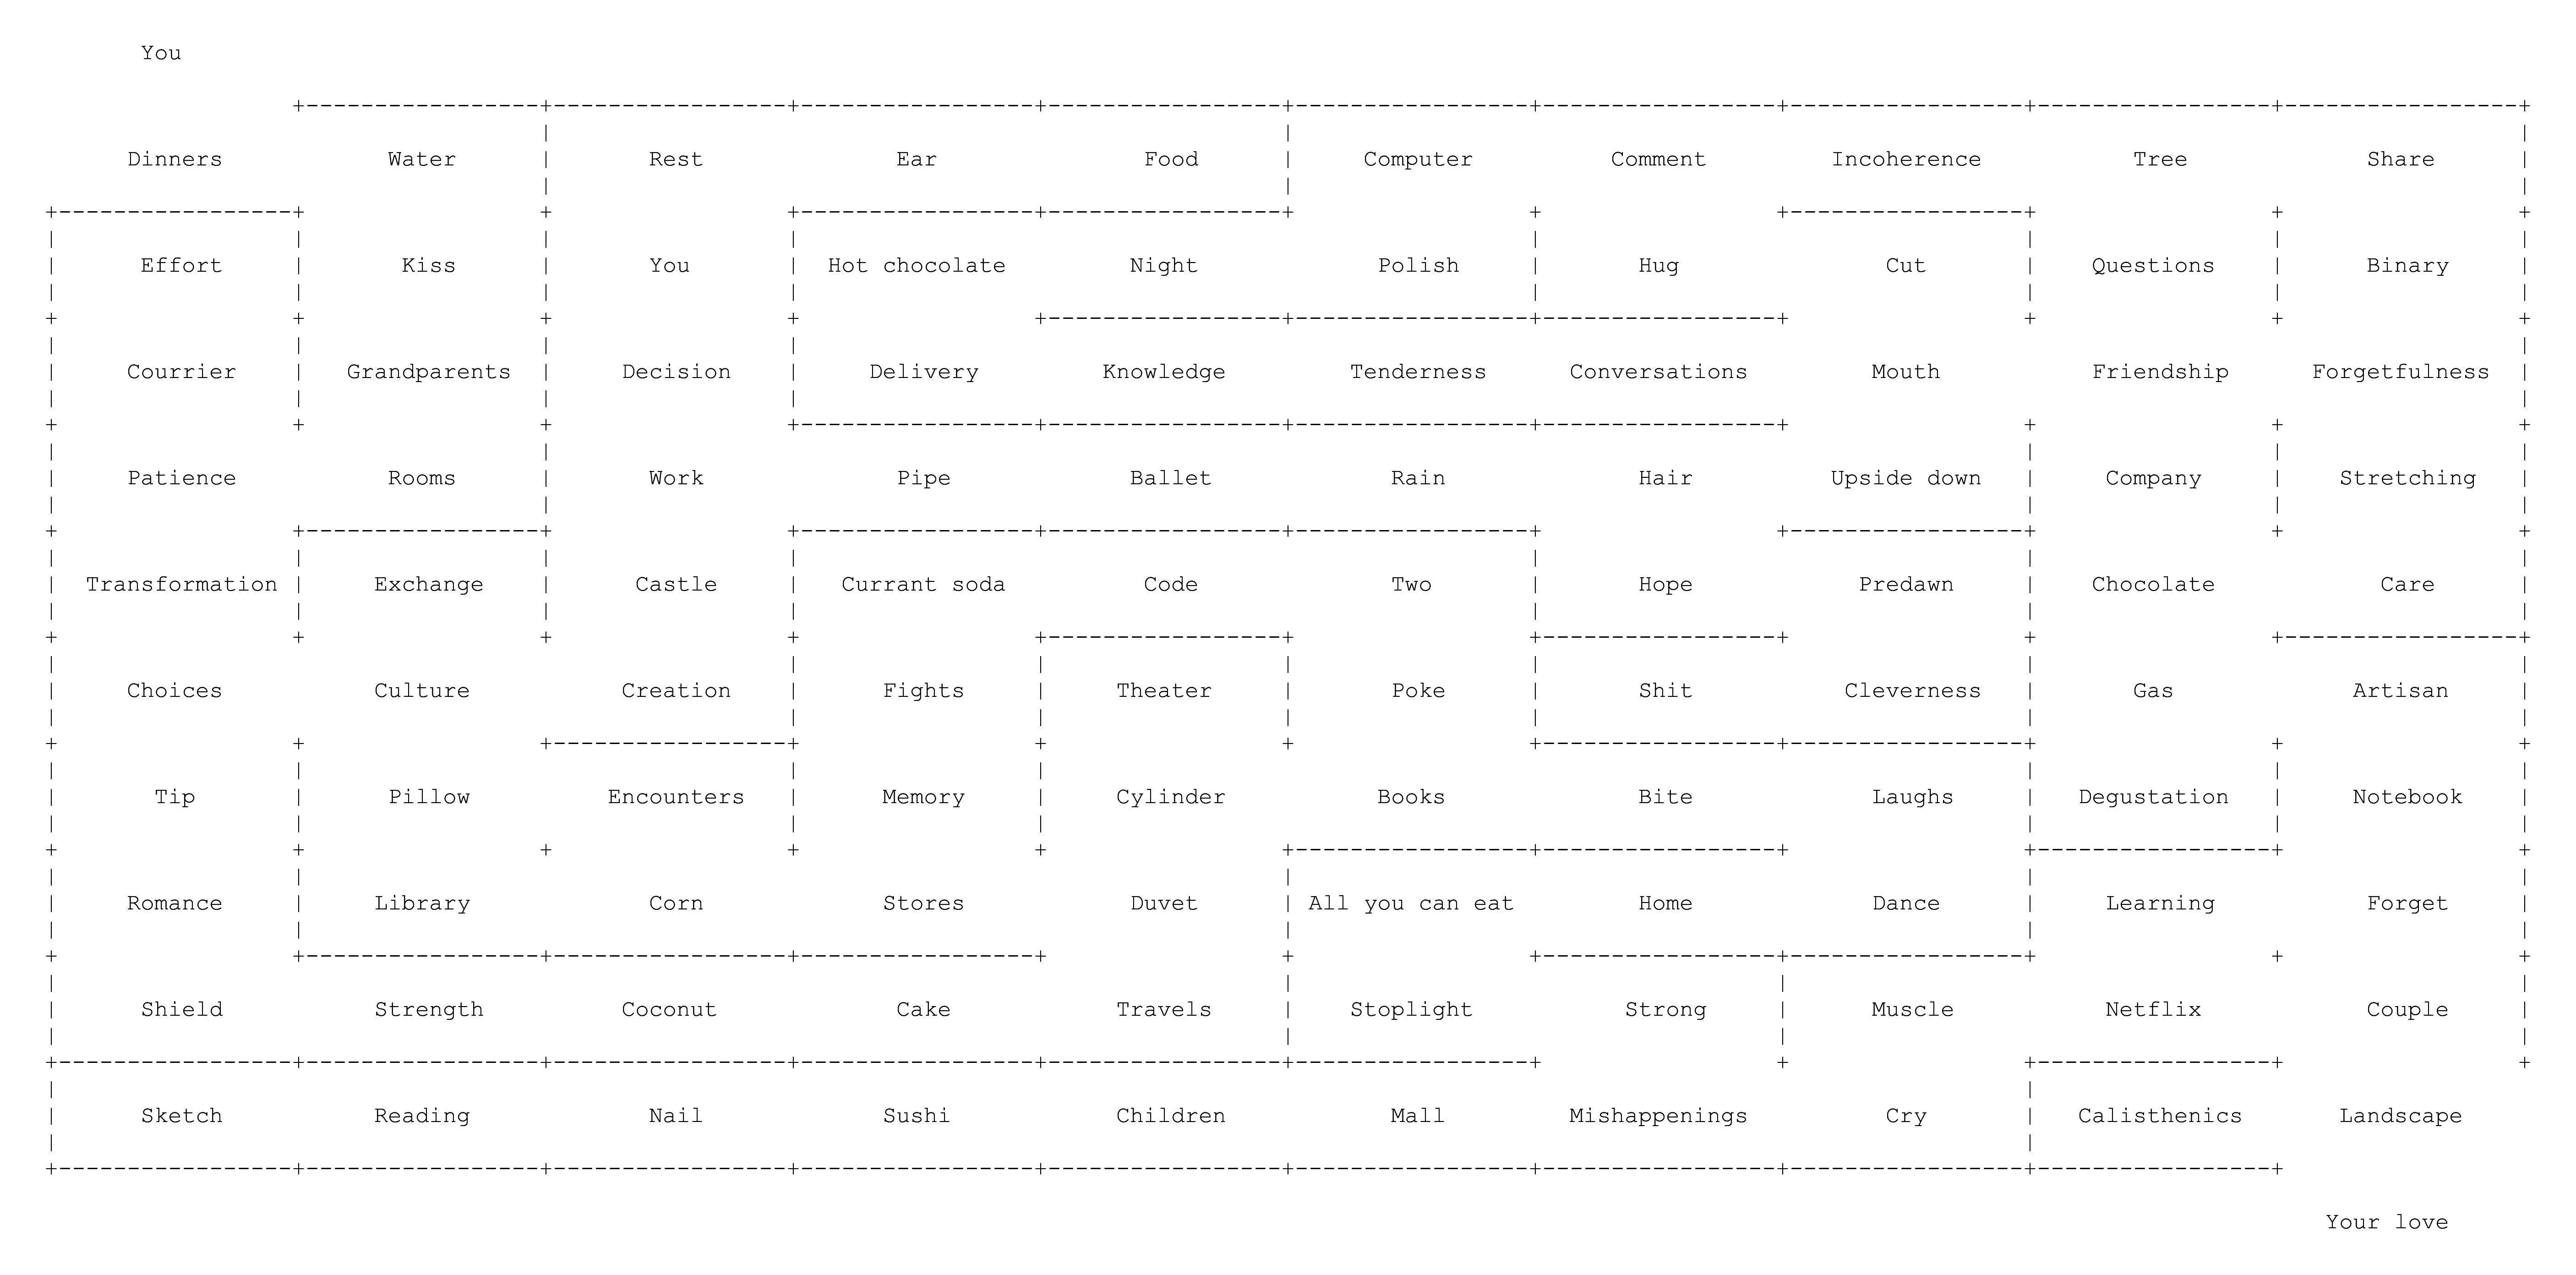 You
Dinners Water Rest Ear Food Computer Comment Incoherence Tree Share
Effort Kiss You Hot chocolate Night Polish Hug Cut Questions Binary
Courrier Grandparents Decision Delivery Knowledge Tenderness Conversations Mouth Friendship Forgetfulness
Patience Rooms Work Pipe Ballet Rain Hair Upside down Company Stretching
Transformation Exchange Castle Currant soda Code Two Hope Predawn Chocolate Care
Choices Culture Creation Fights Theater Poke Shit Cleverness Gas Artisan
Tip Pillow Encounters Memory Cylinder Books Bite Laughs Degustation Notebook
Romance Library Corn Stores Duvet All you can eat Home Dance Learning Forget
Shield Strength Coconut Cake Travels Stoplight Strong Muscle Netflix Couple
Sketch Reading Nail Sushi Children Mall Mishappenings Cry Calisthenics Landscape
Your love